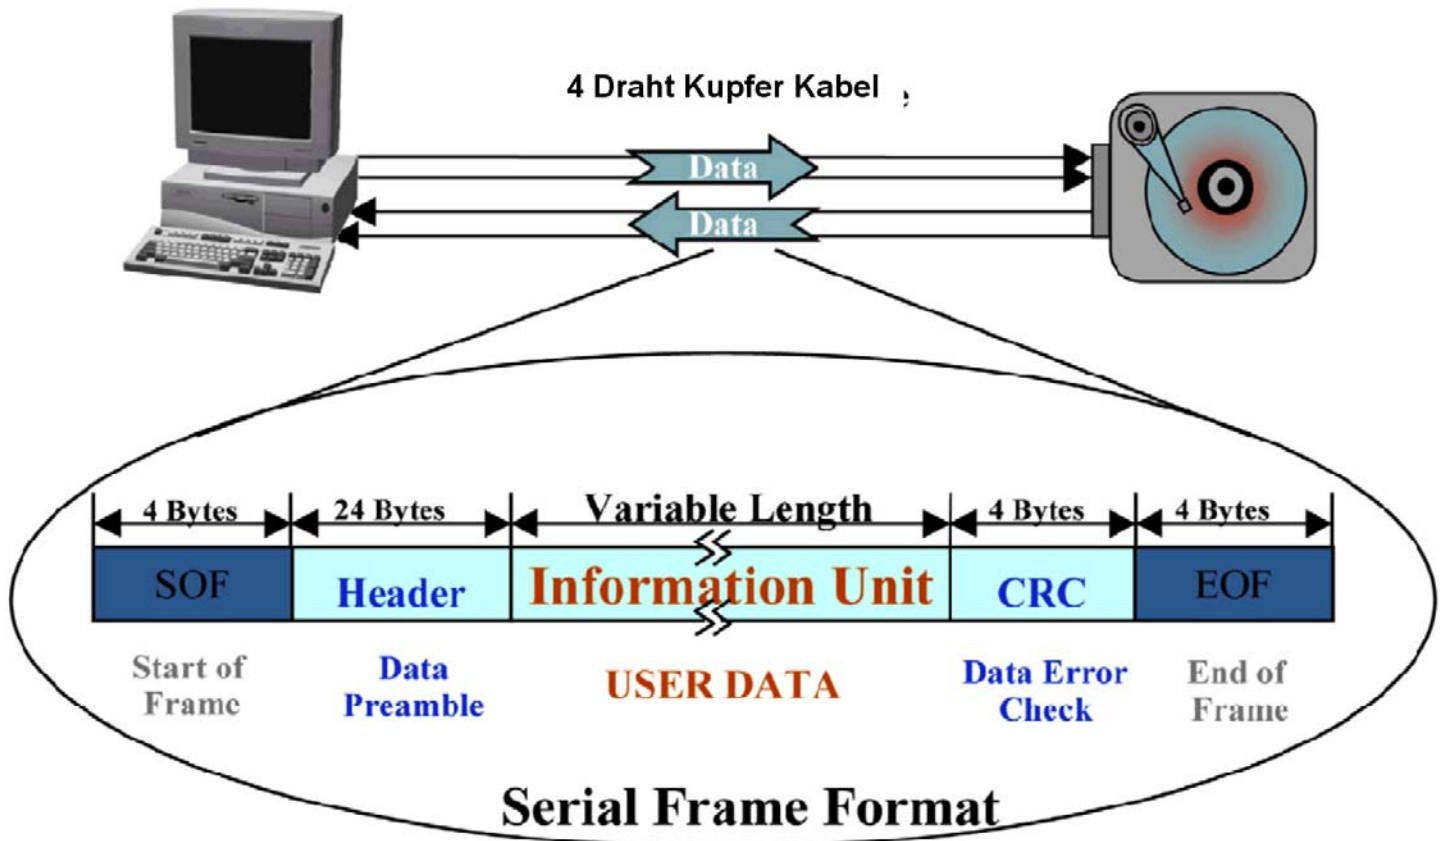 4 Draht Kupfer Kabel
Data
Data
4 Bytes 24 Bytes Variable Length 4 Bytes 4 Bytes
SOF Header Information Unit CRC EOF
Start of Frame
Data Preamble
USER DATA
Data Error Check
End of Frame
Serial Frame Format